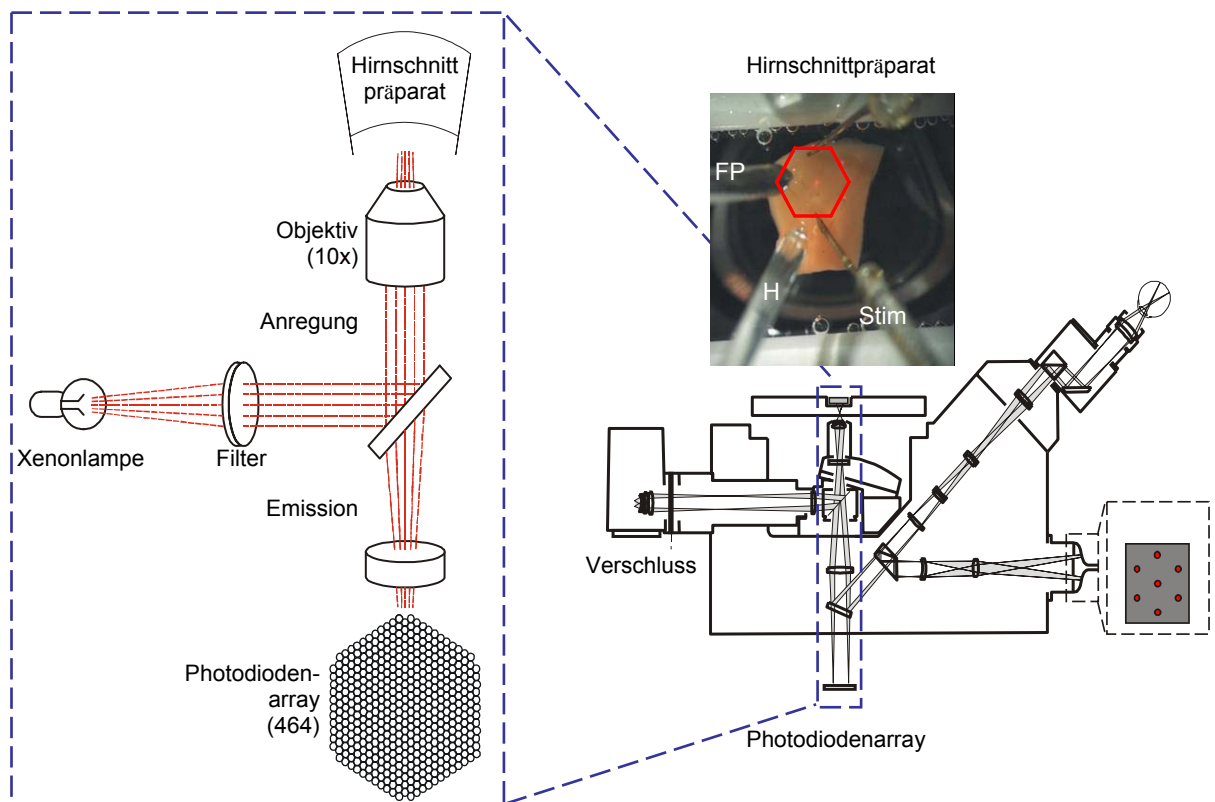 Hirnschnitt
präparat
Objektiv
(10x)
Anregung
Xenonlampe
Filter
Emission
Photodioden-
array
(464)
Hirnschnittpräparat
FP
H
Stim
Verschluss
Photodiodenarray